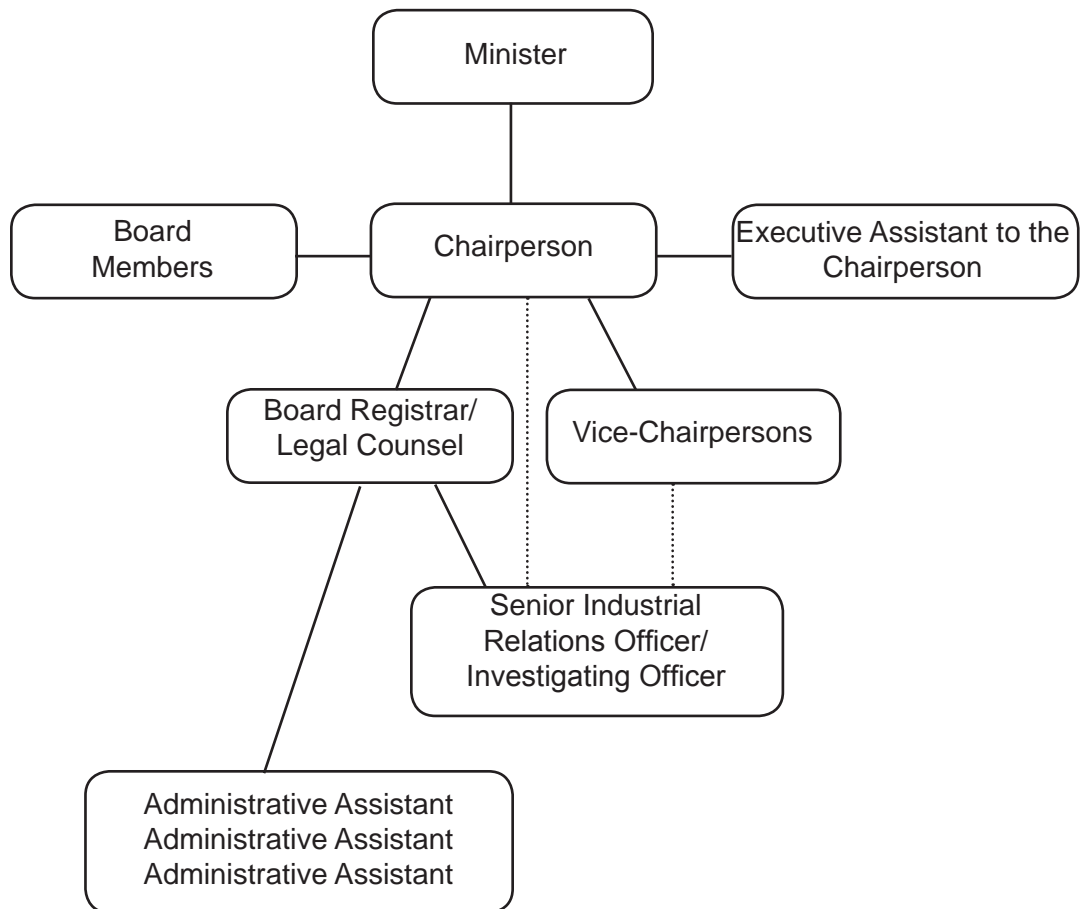 Minister
Board
Members
Chairperson
Executive Assistant to the
Chairperson
Board Registrar/
Legal Counsel
Vice-Chairpersons
Senior Industrial
Relations Officer/
Investigating Officer
Administrative Assistant
Administrative Assistant
Administrative Assistant